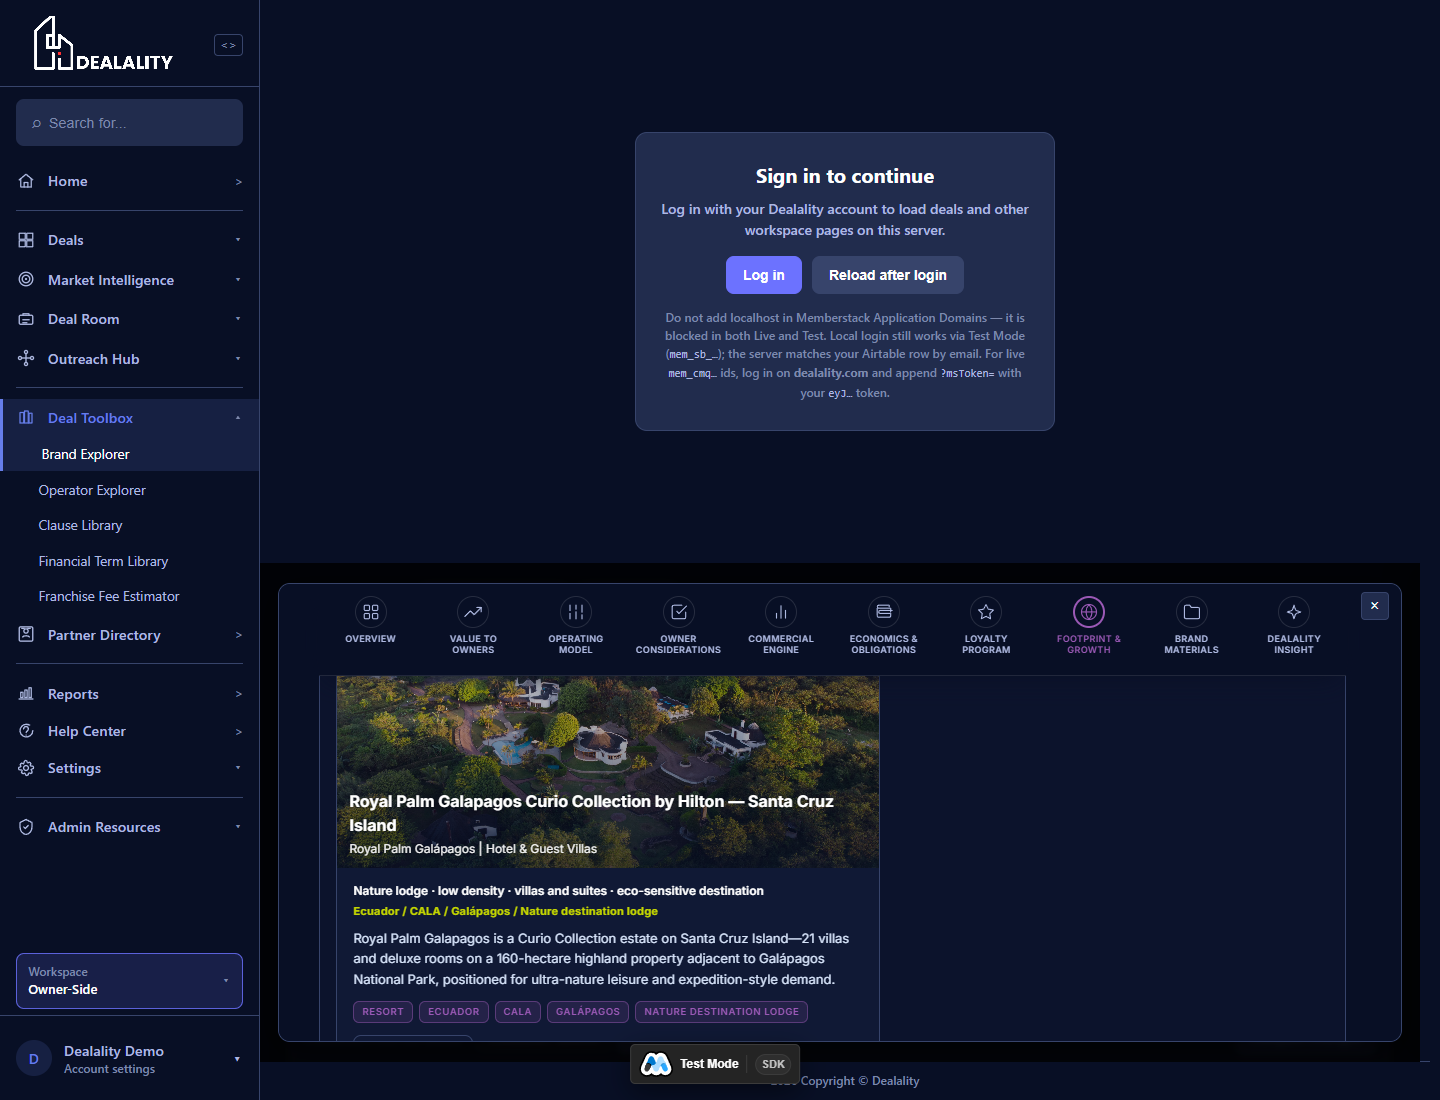 DEALALITY
<>
Search for...
Home
Deals
Market Intelligence
Deal Room
Outreach Hub
Deal Toolbox
Brand Explorer
Operator Explorer
Clause Library
Financial Term Library
Franchise Fee Estimator
Partner Directory
Reports
Help Center
Settings
Admin Resources
Workspace
Owner-Side
D
Dealality Demo
Account settings
Sign in to continue
Log in with your Dealality account to load deals and other
workspace pages on this server.
Log in
Reload after login
Do not add localhost in Memberstack Application Domains — it is
blocked in both Live and Test. Local login still works via Test Mode
(mem_sb_…); the server matches your Airtable row by email. For live
mem_cmq… ids, log in on dealality.com and append ?msToken= with
your eyJ… token.
OVERVIEW
VALUE TO
OWNERS
OPERATING
MODEL
OWNER
CONSIDERATIONS
COMMERCIAL
ENGINE
ECONOMICS &
OBLIGATIONS
LOYALTY
PROGRAM
FOOTPRINT &
GROWTH
BRAND
MATERIALS
DEALALITY
INSIGHT
×
Royal Palm Galapagos Curio Collection by Hilton — Santa Cruz
Island
Royal Palm Galápagos | Hotel & Guest Villas
Nature lodge · low density · villas and suites · eco-sensitive destination
Ecuador / CALA / Galápagos / Nature destination lodge
Royal Palm Galapagos is a Curio Collection estate on Santa Cruz Island—21 villas
and deluxe rooms on a 160-hectare highland property adjacent to Galápagos
National Park, positioned for ultra-nature leisure and expedition-style demand.
RESORT
ECUADOR
CALA
GALÁPAGOS
NATURE DESTINATION LODGE
Test Mode
SDK
Copyright © Dealality